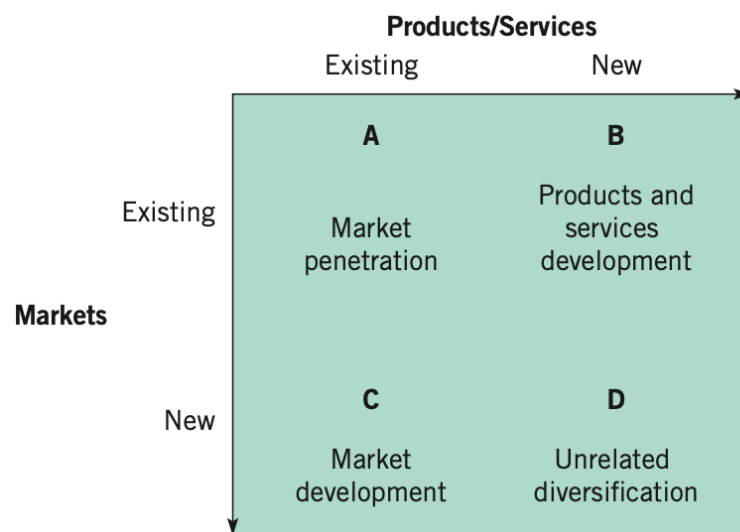 Products/Services
Existing New
A B
Existing
Market
penetration
Products and
services
development
Markets
New
C D
Market
development
Unrelated
diversification